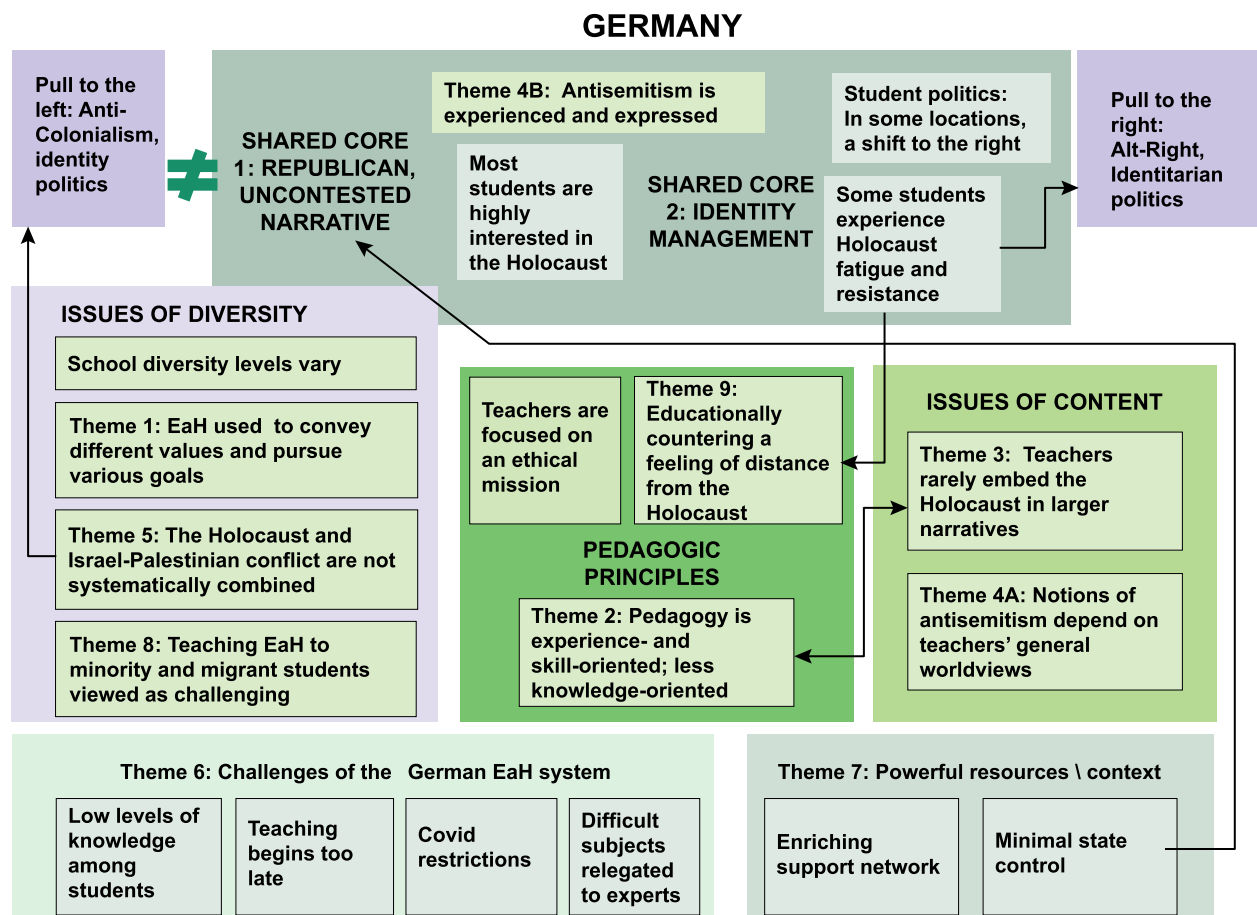 GERMANY
Pull to the
left: Anti-
Colonialism,
identity
politics
≠
SHARED CORE
1: REPUBLICAN,
UNCONTESTED
NARRATIVE
Theme 4B:  Antisemitism is
experienced and expressed
Most
students are
highly
interested in
the Holocaust
SHARED CORE
2: IDENTITY
MANAGEMENT
Student politics:
In some locations,
a shift to the right
Some students
experience
Holocaust
fatigue and
resistance
Pull to the
right:
Alt-Right,
Identitarian
politics
ISSUES OF DIVERSITY
School diversity levels vary
Theme 1: EaH used  to convey
different values and pursue
various goals
Theme 5: The Holocaust and
Israel-Palestinian conflict are not
systematically combined
Theme 8: Teaching EaH to
minority and migrant students
viewed as challenging
Teachers are
focused on
an ethical
mission
Theme 9:
Educationally
countering a
feeling of distance
from the
Holocaust
PEDAGOGIC
PRINCIPLES
Theme 2: Pedagogy is
experience- and
skill-oriented; less
knowledge-oriented
ISSUES OF CONTENT
Theme 3:  Teachers
rarely embed the
Holocaust in larger
narratives
Theme 4A: Notions of
antisemitism depend on
teachers’ general
worldviews
Theme 6: Challenges of the   German EaH system
Low levels of
knowledge
among
students
Teaching
begins too
late
Covid
restrictions
Difficult
subjects
relegated
to experts
Theme 7: Powerful resources \ context
Enriching
support network
Minimal state
control